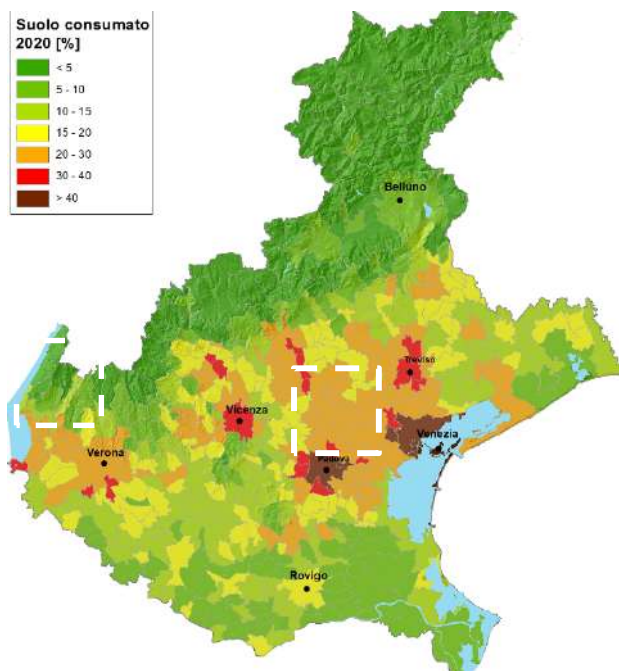 Suolo consumato
2020 [%]
< 5
5 - 10
10 - 15
15 - 20
20 - 30
30 - 40
> 40
Belluno
Treviso
Vicenza
Venezia
Verona
Padova
Rovigo